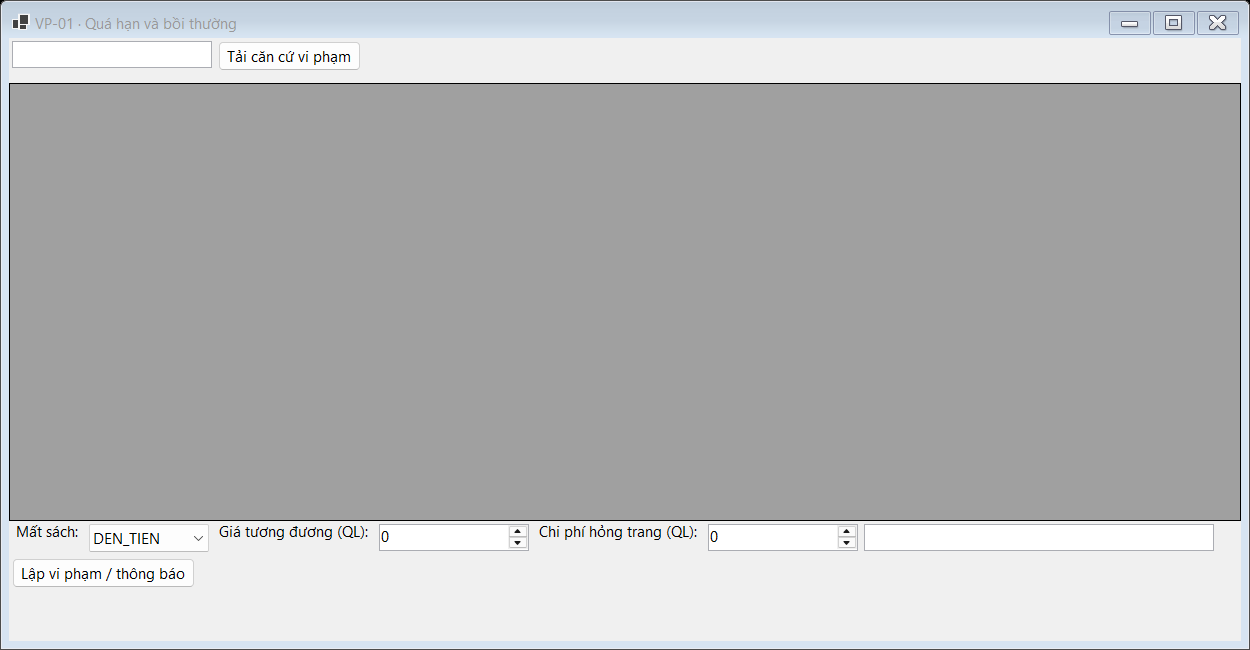 VP-01 · Quá hạn và bồi thường
Tải căn cứ vi phạm
Mất sách: DEN_TIEN Giá tương đương (QL): 0 Chi phí hỏng trang (QL): 0
Lập vi phạm / thông báo